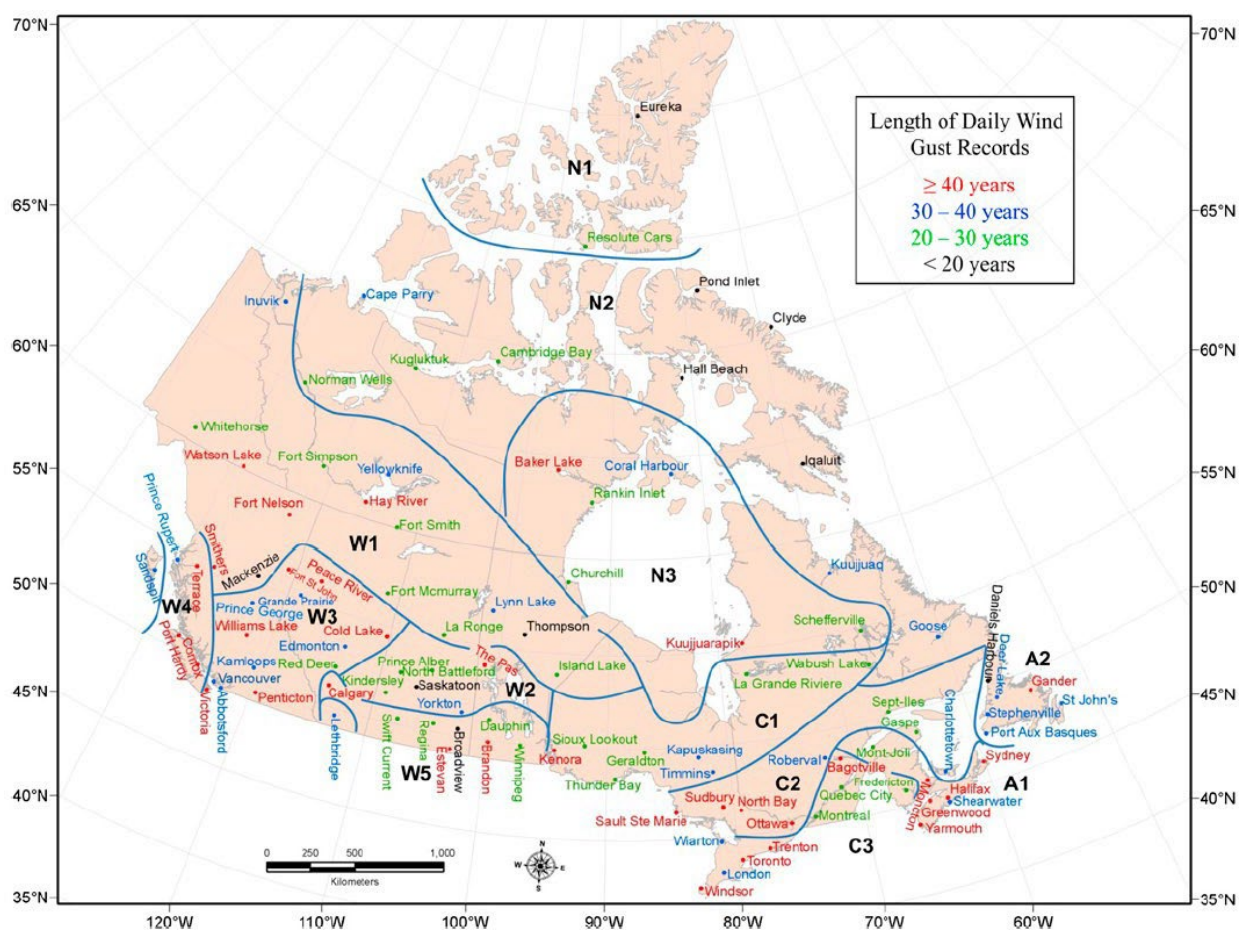 70°N
70°N
Eureka
Length of Daily Wind
Gust Records
≥ 40 years
30 – 40 years
20 – 30 years
< 20 years
N1
65°N
65°N
Resolute Cars
Pond Inlet
Inuvik
Cape Parry
N2
Clyde
60°N
60°N
Kugluktuk
Cambridge Bay
Hall Beach
Norman Wells
Whitehorse
Watson Lake
Fort Simpson
Yellowknife
Baker Lake
Coral Harbour
Iqaluit
55°N
55°N
Hay River
Rankin Inlet
Fort Nelson
Fort Smith
Prince Rupert
Sandspit
Smithers
Terrace
Mackenzie
W1
Fort St John
Peace River
Churchill
N3
Kuujjuaq
50°N
50°N
W4
Grande Prairie
Prince George
W3
Fort Mcmurray
Lynn Lake
Schefferville
Goose
Daniels Harbour
Deer Lake
Williams Lake
Cold Lake
La Ronge
Thompson
Kuujjuarapik
Port Hardy
Comox
Edmonton
Kamloops
Red Deer
Prince Alber
North Battleford
The Pas
Island Lake
Wabush Lake
La Grande Riviere
A2
Gander
Vancouver
Kindersley
Saskatoon
W2
45°N
45°N
Victoria
Abbotsford
Penticton
Calgary
Yorkton
Sept-Iles
Charlottetown
St John's
Stephenville
Lethbridge
Swift Current
Regina
Estevan
Broadview
Dauphin
Brandon
Winnipeg
C1
Gaspe
Port Aux Basques
W5
Kenora
Sioux Lookout
Geraldton
Kapuskasing
Timmins
Roberval
Mont-Joli
Bagotville
Sydney
Thunder Bay
C2
Fredericton
A1
40°N
40°N
Sudbury
North Bay
Quebec City
Moncton
Halifax
Shearwater
Greenwood
Sault Ste Marie
Ottawa
Montreal
Yarmouth
Wiarton
Trenton
C3
0 250 500 1,000
Kilometers
N
W
E
S
Toronto
London
Windsor
35°N
35°N
120°W
110°W
100°W
90°W
80°W
70°W
60°W